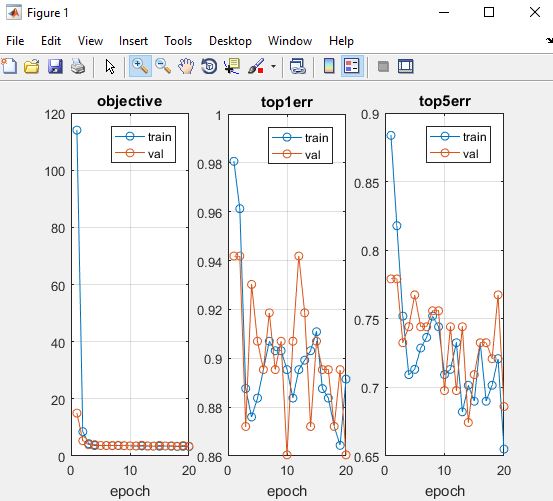 Figure 1
File Edit View Insert Tools Desktop Window Help
objective
120
100
80
60
40
20
0
0 10 20
epoch
train
val
top1err
1
0.98
0.96
0.94
0.92
0.9
0.88
0.86
0 10 20
epoch
train
val
top5err
0.9
0.85
0.8
0.75
0.7
0.65
0 10 20
epoch
train
val